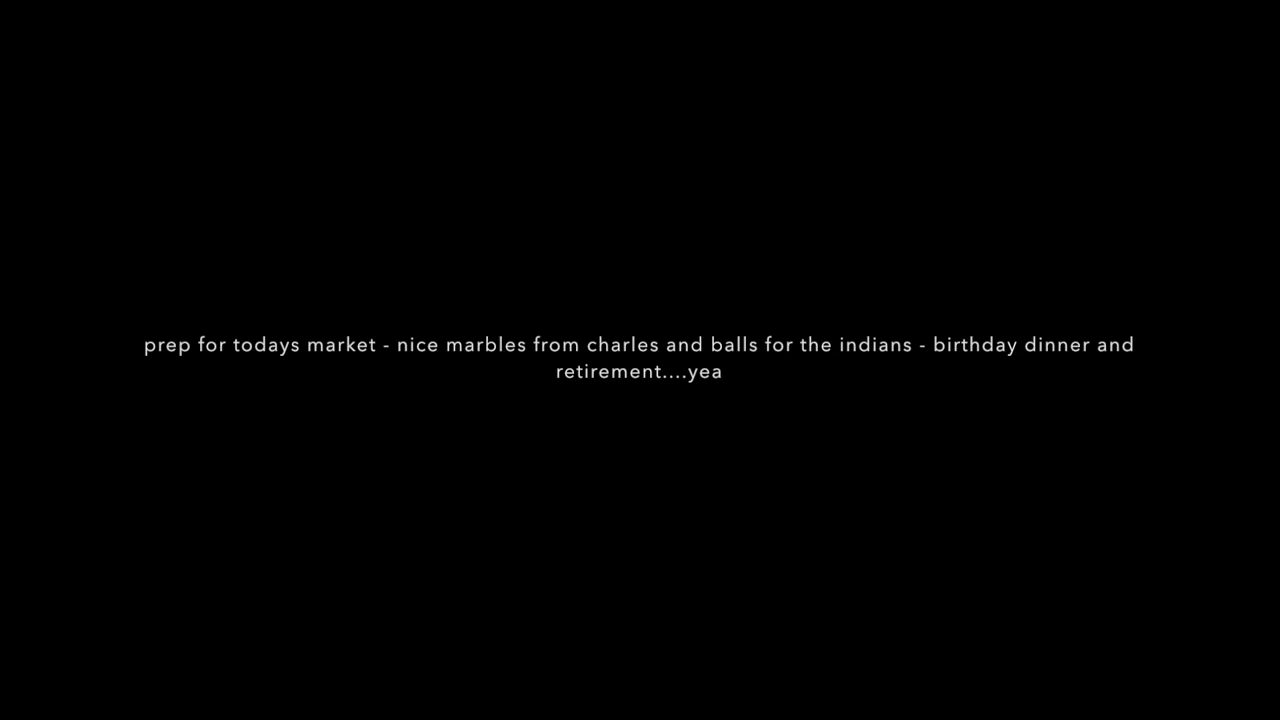 prep for todays market - nice marbles from charles and balls for the indians - birthday dinner and
retirement....yea